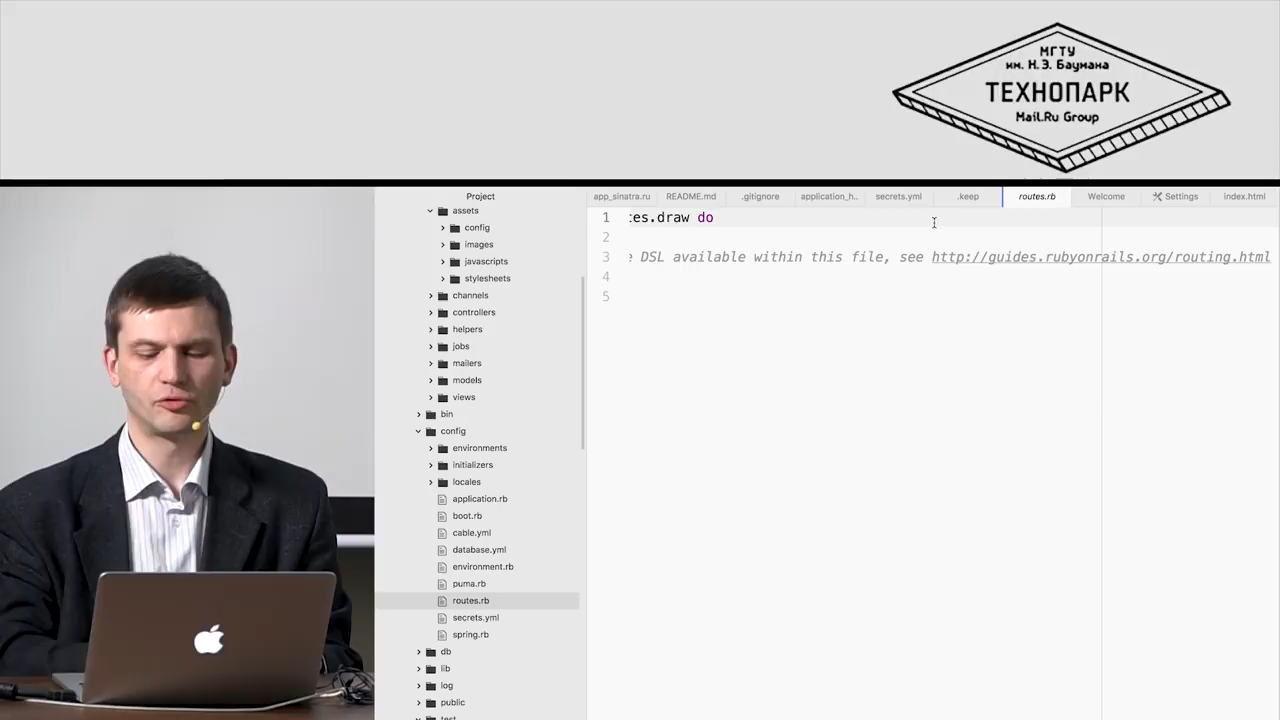 МГТУ
им. Н.Э. Баумана
ТЕХНОПАРК
Mail.Ru Group
Project
assets
config
images
javascripts
stylesheets
channels
controllers
helpers
jobs
mailers
models
views
bin
config
environments
initializers
locales
application.rb
boot.rb
cable.yml
database.yml
environment.rb
puma.rb
routes.rb
secrets.yml
spring.rb
db
lib
log
public
test
app_sinatra.ru README.md .gitignore application_h.. secrets.yml .keep routes.rb Welcome Settings index.html
1 tes.draw do
2
3 e DSL available within this file, see http://guides.rubyonrails.org/routing.html
4
5